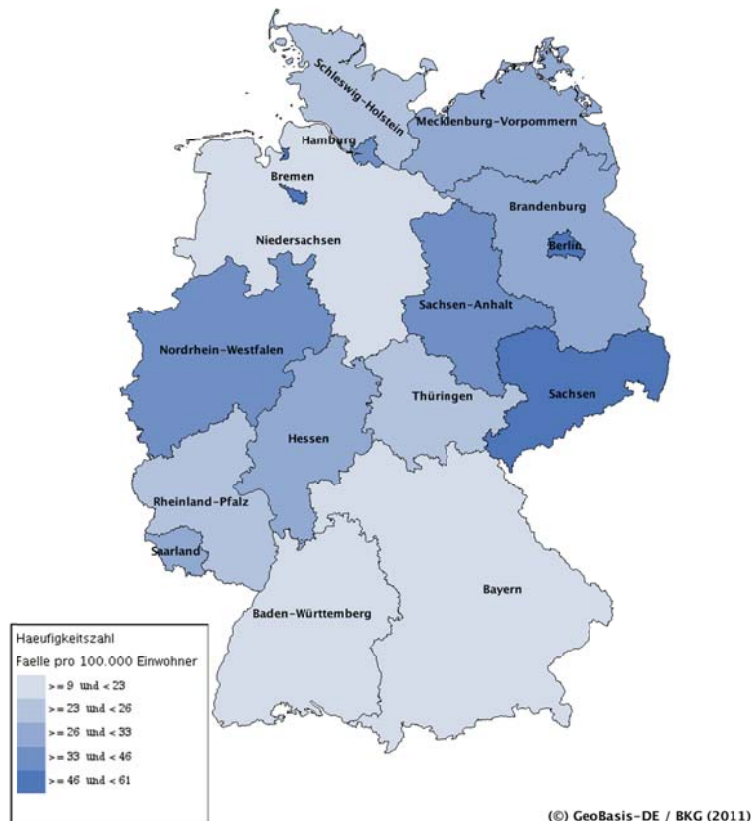 Schleswig-Holstein
Mecklenburg-Vorpommern
Hamburg
Bremen
Brandenburg
Niedersachsen
Berlin
Sachsen-Anhalt
Nordrhein-Westfalen
Thüringen
Sachsen
Hessen
Rheinland-Pfalz
Saarland
Bayern
Baden-Württemberg
Haeufigkeitszahl
Faelle pro 100.000 Einwohner
>= 9 und <23
>= 23 und <26
>= 26 und <33
>= 33 und <46
>= 46 und <61
(©) GeoBasis-DE / BKG (2011)